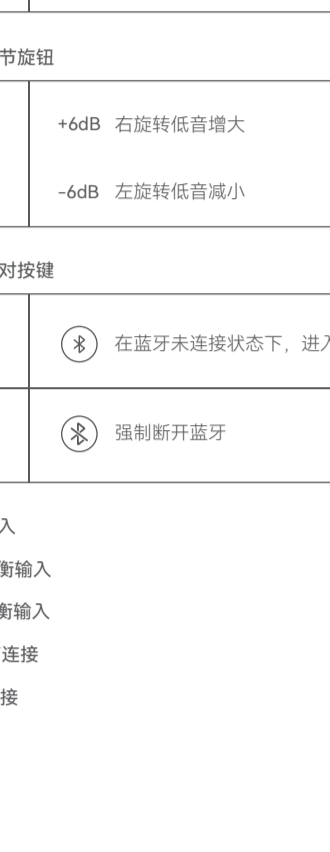 节旋钮
+6dB 右旋转低音增大
-6dB 左旋转低音减小
对按键
在蓝牙未连接状态下，进入
强制断开蓝牙
入
衡输入
衡输入
连接
接